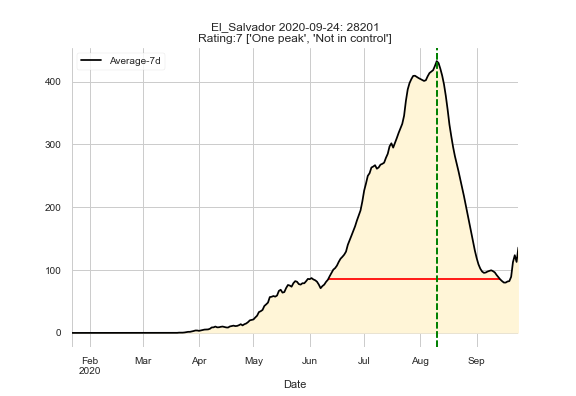 El_Salvador 2020-09-24: 28201
Rating:7 ['One peak', 'Not in control']
Average-7d
400
300
200
100
0
Feb Mar Apr May Jun Jul Aug Sep
2020
Date